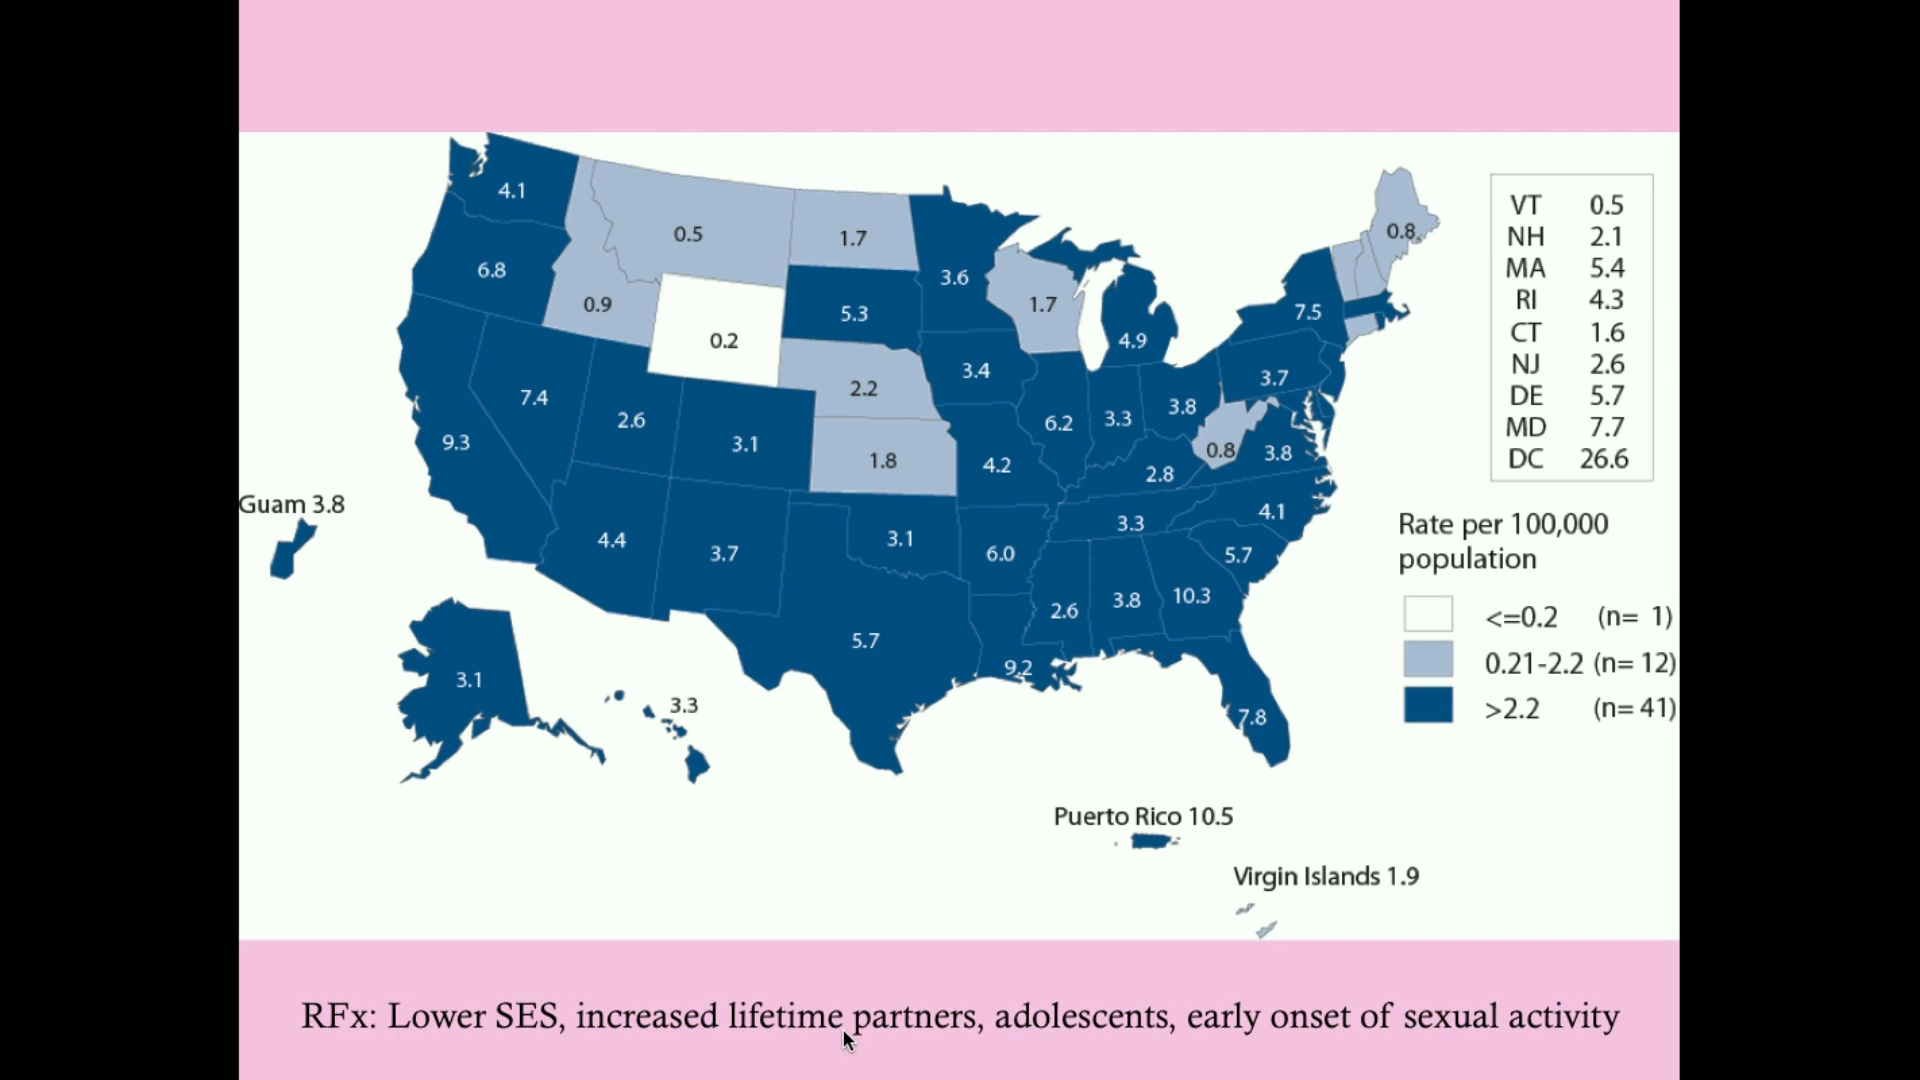 4.1
0.5
1.7
0.8
VT 0.5
NH 2.1
MA 5.4
RI 4.3
CT 1.6
NJ 2.6
DE 5.7
MD 7.7
DC 26.6
6.8
0.9
0.2
5.3
3.6
1.7
4.9
7.5
7.4
2.6
3.1
2.2
3.4
6.2
3.3
3.8
3.7
9.3
1.8
4.2
2.8
0.8
3.8
Guam 3.8
4.4
3.7
3.1
6.0
3.3
4.1
5.7
2.6
3.8
10.3
5.7
9.2
7.8
3.1
3.3
Rate per 100,000
population
<=0.2 (n= 1)
0.21-2.2 (n= 12)
>2.2 (n= 41)
Puerto Rico 10.5
Virgin Islands 1.9
RFx: Lower SES, increased lifetime partners, adolescents, early onset of sexual activity